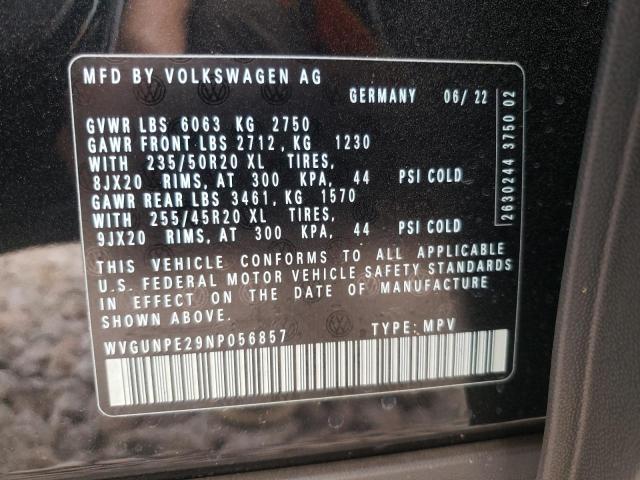 MFD BY VOLKSWAGEN AG
GERMANY 06/ 22
GVWR LBS 6063 KG 2750
GAWR FRONT LBS 2712, KG 1230
WITH 235/50R20 XL TIRES,
8JX20 RIMS, AT 300 KPA, 44 PSI COLD
GAWR REAR LBS 3461, KG 1570
WITH 255/45R20 XL TIRES,
9JX20 RIMS, AT 300 KPA, 44 PSI COLD
THIS VEHICLE CONFORMS TO ALL APPLICABLE
U.S. FEDERAL MOTOR VEHICLE SAFETY STANDARDS
IN EFFECT ON THE DATE OF MANUFACTURE
SHOWN ABOVE.
WVGUNPE29NP056857 TYPE: MPV
2630244 3750 02